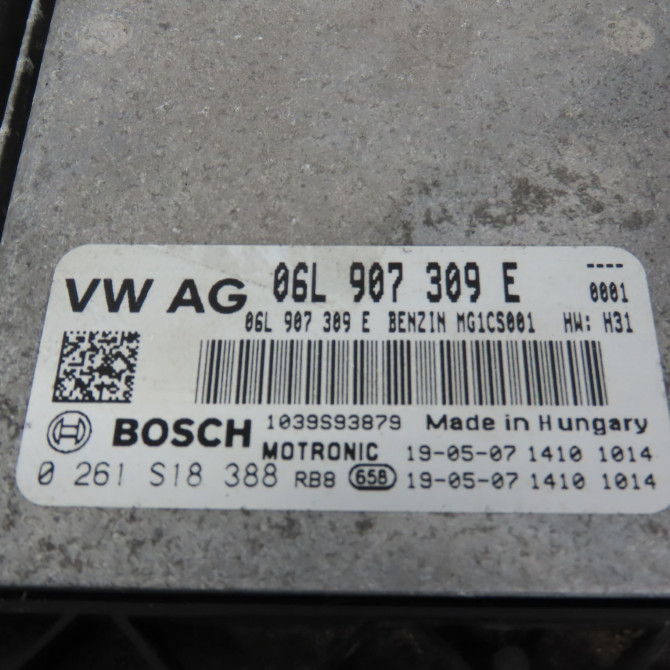 VW AG 06L 907 309 E ----
0001
06L 907 309 E BENZIN MG1CS001 HW: H31
BOSCH 1039S93879 Made in Hungary
MOTRONIC 19-05-07 1410 1014
0 261 S18 388 RB8 658 19-05-07 1410 1014